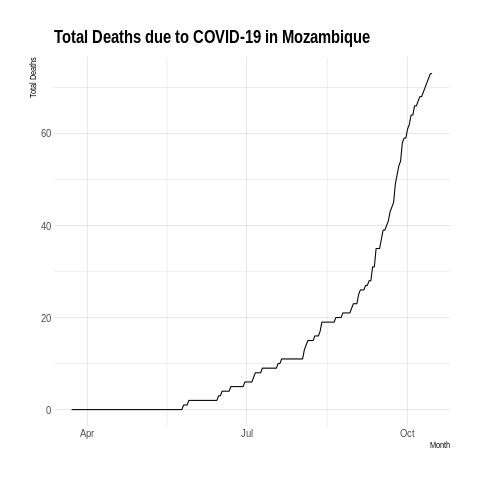 Total Deaths due to COVID-19 in Mozambique
Total Deaths
60
40
20
0
Apr
Jul
Oct
Month